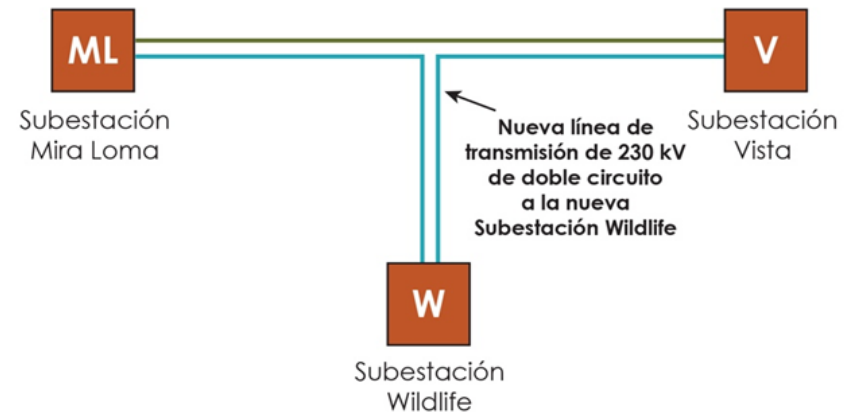 ML
Subestación
Mira Loma
V
Subestación
Vista
Nueva línea de
transmisión de 230 kV
de doble circuito
a la nueva
Subestación Wildlife
W
Subestación
Wildlife